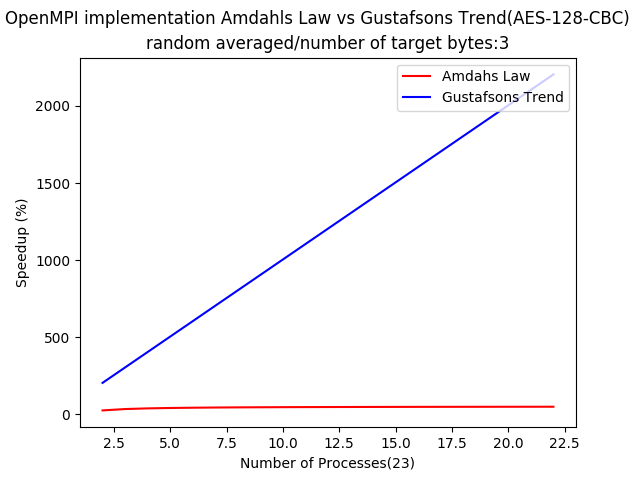 OpenMPI implementation Amdahls Law vs Gustafsons Trend(AES-128-CBC)
random averaged/number of target bytes:3
Amdahs Law
Gustafsons Trend
Speedup (%)
2000
1500
1000
500
0
2.5 5.0 7.5 10.0 12.5 15.0 17.5 20.0 22.5
Number of Processes(23)